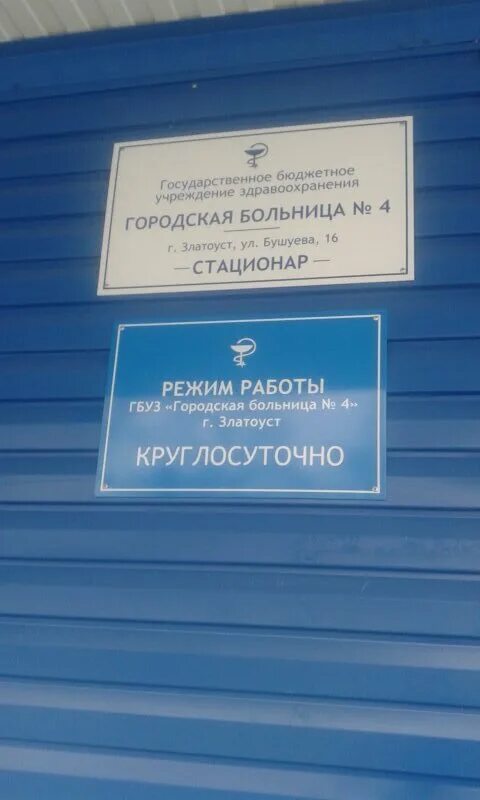 Государственное бюджетное
учреждение здравоохранения
ГОРОДСКАЯ БОЛЬНИЦА № 4
г. Златоуст, ул. Бушуева, 16
— СТАЦИОНАР —
РЕЖИМ РАБОТЫ
ГБУЗ «Городская больница № 4»
г. Златоуст
КРУГЛОСУТОЧНО